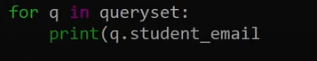 for q in queryset:
    print(q.student_email